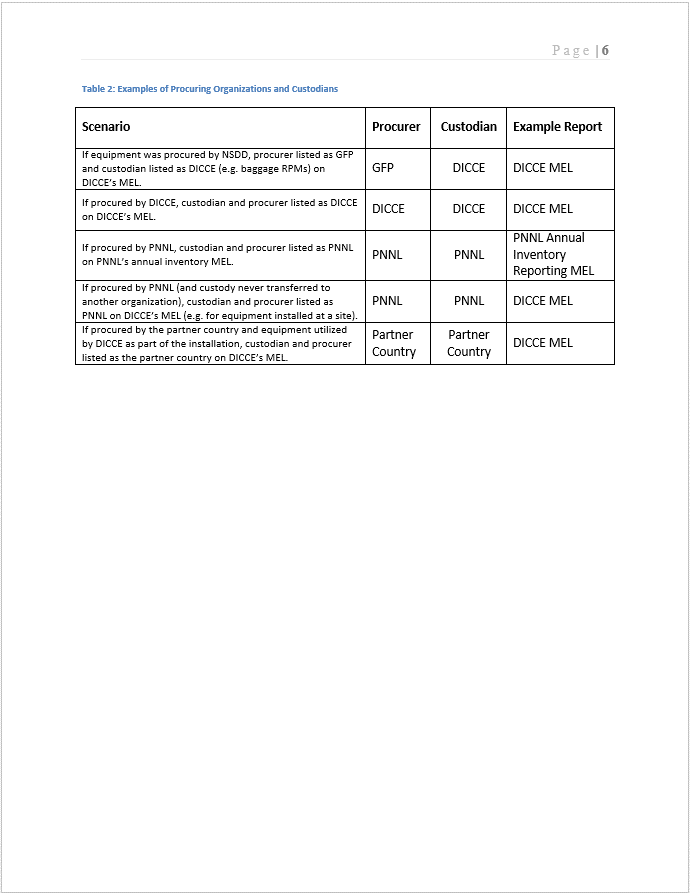 Page | 6
Table 2: Examples of Procuring Organizations and Custodians
Scenario Procurer Custodian Example Report
If equipment was procured by NSDD, procurer listed as GFP
and custodian listed as DICCE (e.g. baggage RPMs) on
DICCE's MEL.
GFP
DICCE
DICCE MEL
If procured by DICCE, custodian and procurer listed as DICCE
on DICCE's MEL.
DICCE
DICCE
DICCE MEL
If procured by PNNL, custodian and procurer listed as PNNL
on PNNL's annual inventory MEL.
PNNL
PNNL
PNNL Annual
Inventory
Reporting MEL
If procured by PNNL (and custody never transferred to
another organization), custodian and procurer listed as
PNNL on DICCE's MEL (e.g. for equipment installed at a site).
PNNL
PNNL
DICCE MEL
If procured by the partner country and equipment utilized
by DICCE as part of the installation, custodian and procurer
listed as the partner country on DICCE's MEL.
Partner
Country
Partner
Country
DICCE MEL